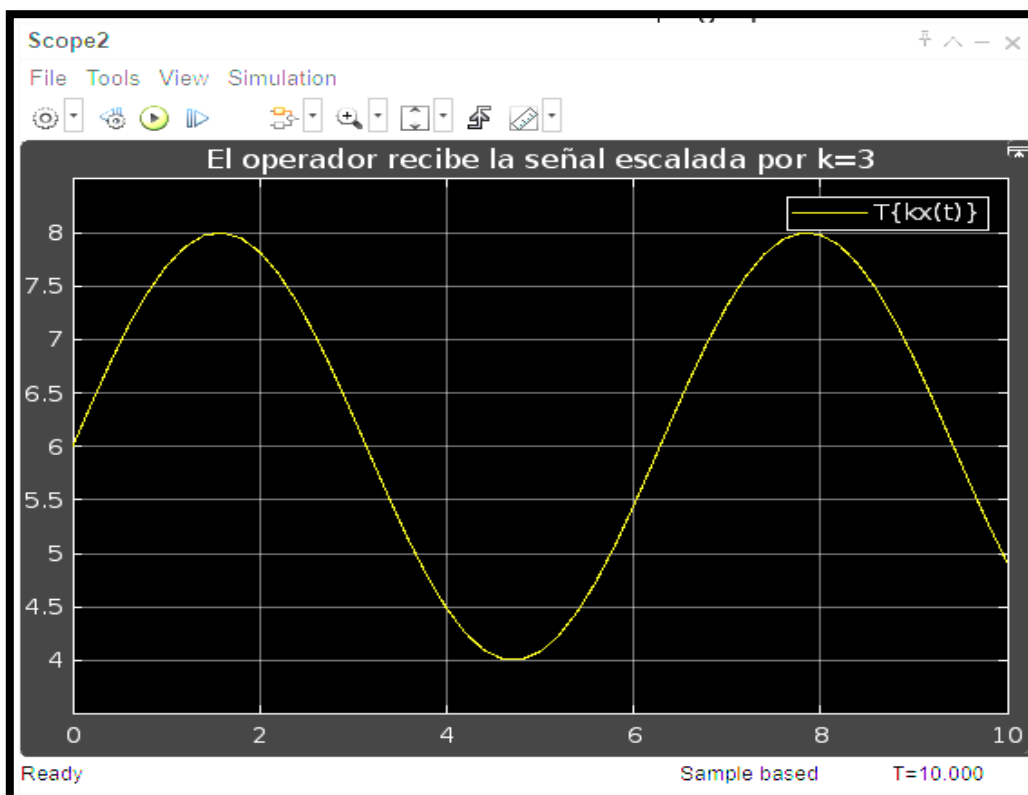 Scope2
File Tools View Simulation
El operador recibe la señal escalada por k=3
T{kx(t)}
8
7.5
7
6.5
6
5.5
5
4.5
4
0 2 4 6 8 10
Ready Sample based T=10.000